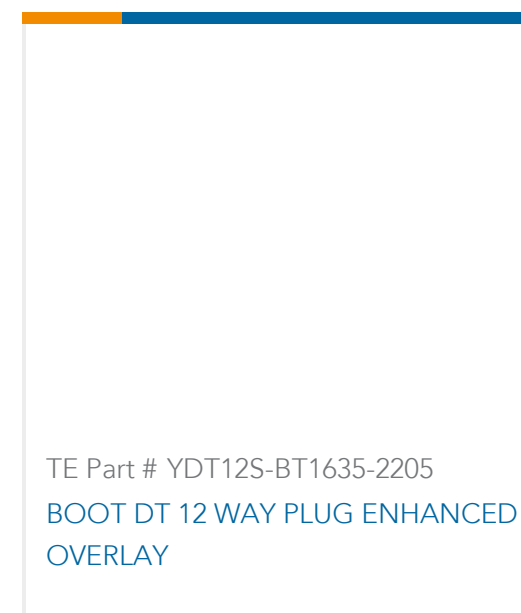 TE Part # YDT12S-BT1635-2205
BOOT DT 12 WAY PLUG ENHANCED
OVERLAY